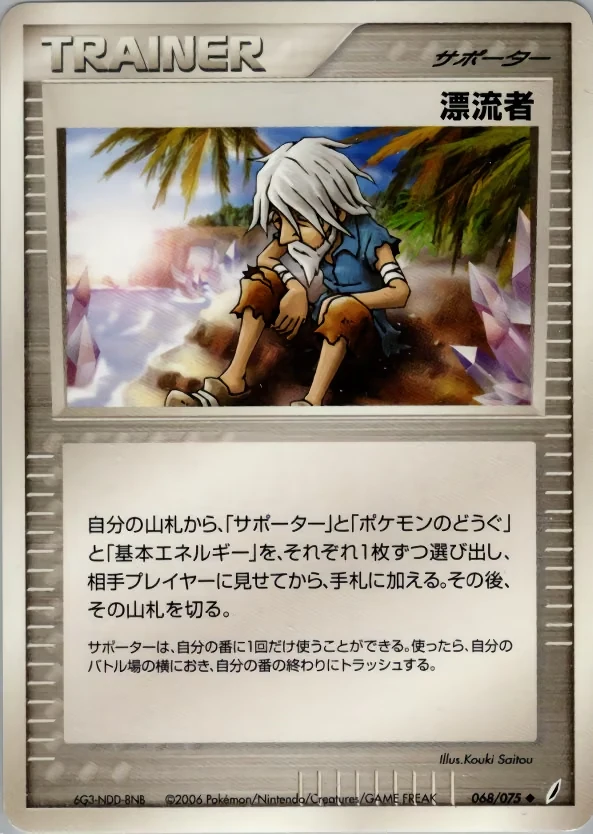 TRAINER
サポーター
漂流者
自分の山札から、「サポーター」と「ポケモンのどうぐ」
と「基本エネルギー」を、それぞれ1枚ずつ選び出し、
相手プレイヤーに見せてから、手札に加える。その後、
その山札を切る。
サポーターは、自分の番に1回だけ使うことができる。使ったら、自分の
バトル場の横におき、自分の番の終わりにトラッシュする。
Illus.Kouki Saitou
6G3-NDD-BNB ©2006 Pokémon/Nintendo/Creatures/GAME FREAK 068/075 ◆